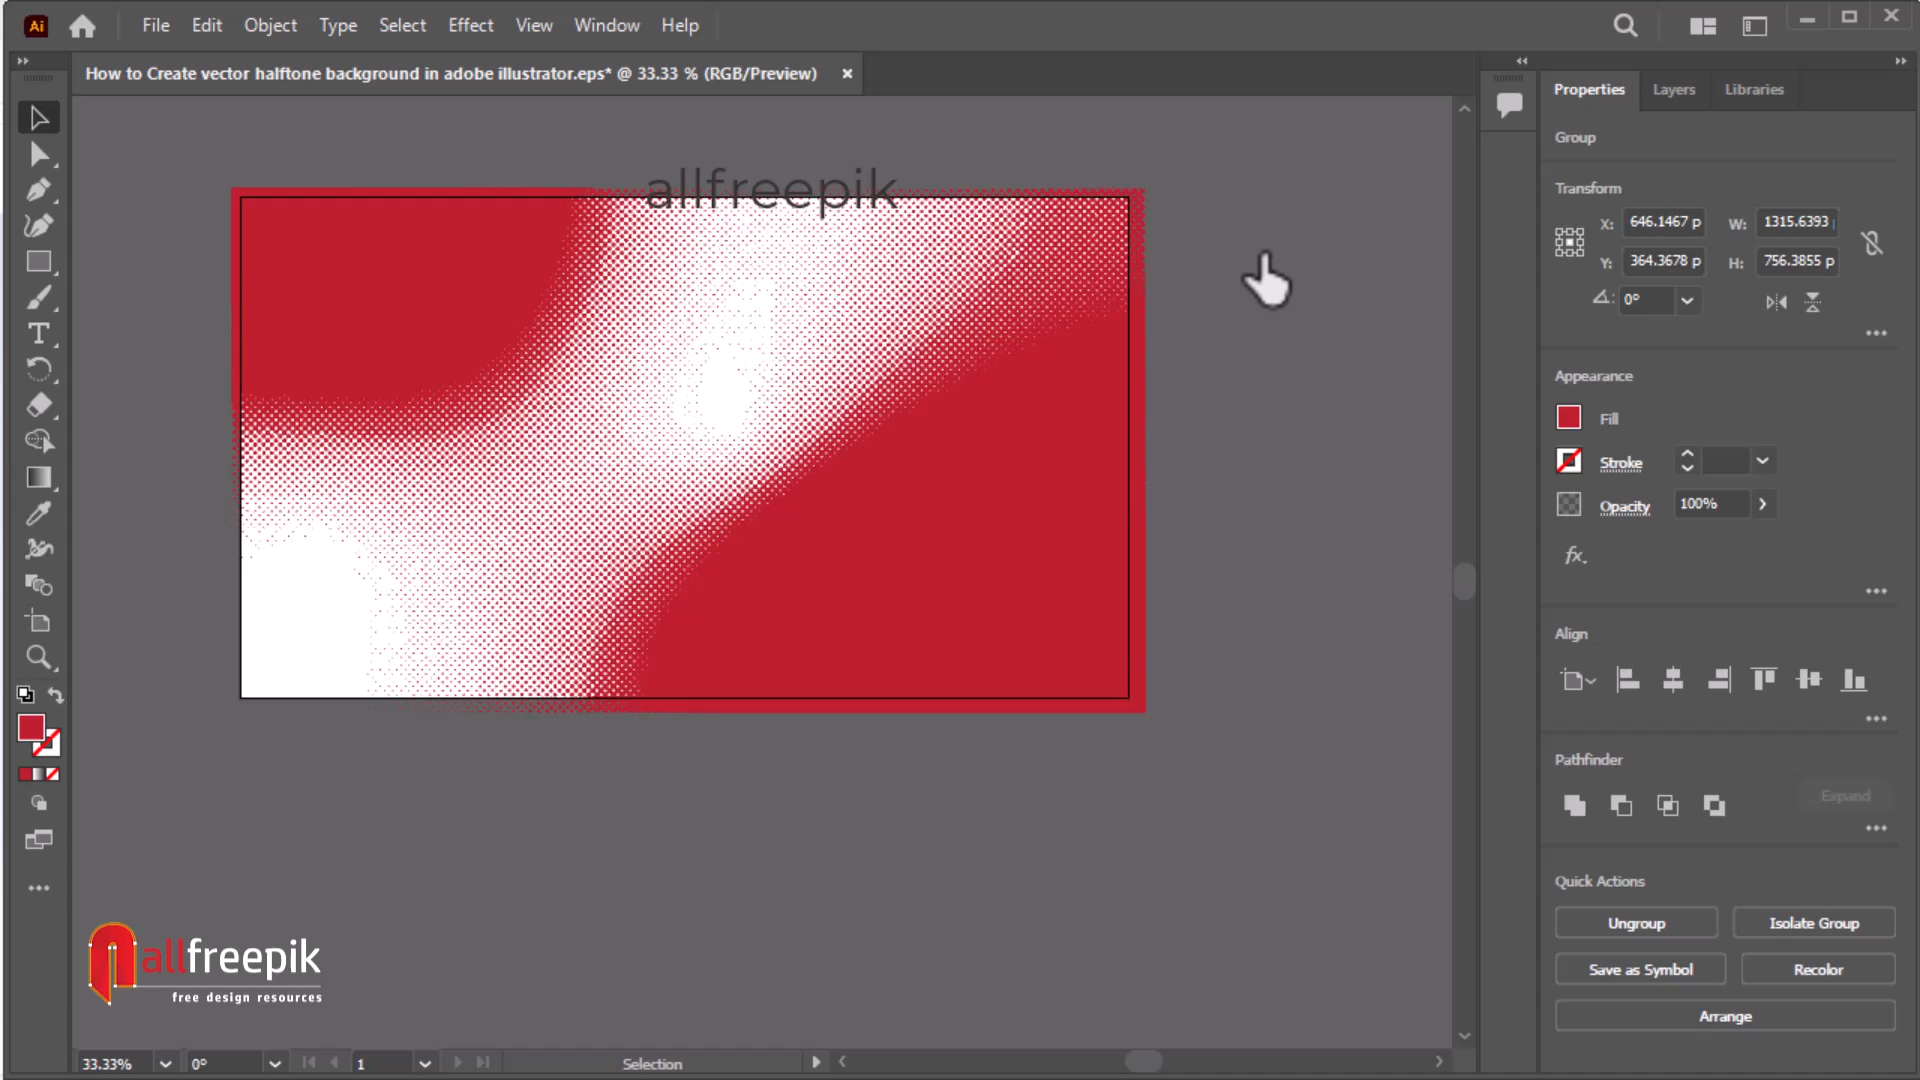 Ai
File Edit Object Type Select Effect View Window Help
How to Create vector halftone background in adobe illustrator.eps* @ 33.33 % (RGB/Preview) ×
Properties Layers Libraries
Group
Transform
X: 646.1467 p W: 1315.6393
Y: 364.3678 p H: 756.3855 p
0°
Appearance
Fill
Stroke
Opacity 100%
fx
Align
Pathfinder
Expand
Quick Actions
Ungroup Isolate Group
Save as Symbol Recolor
Arrange
allfreepik
allfreepik
free design resources
33.33% 0° 1 Selection